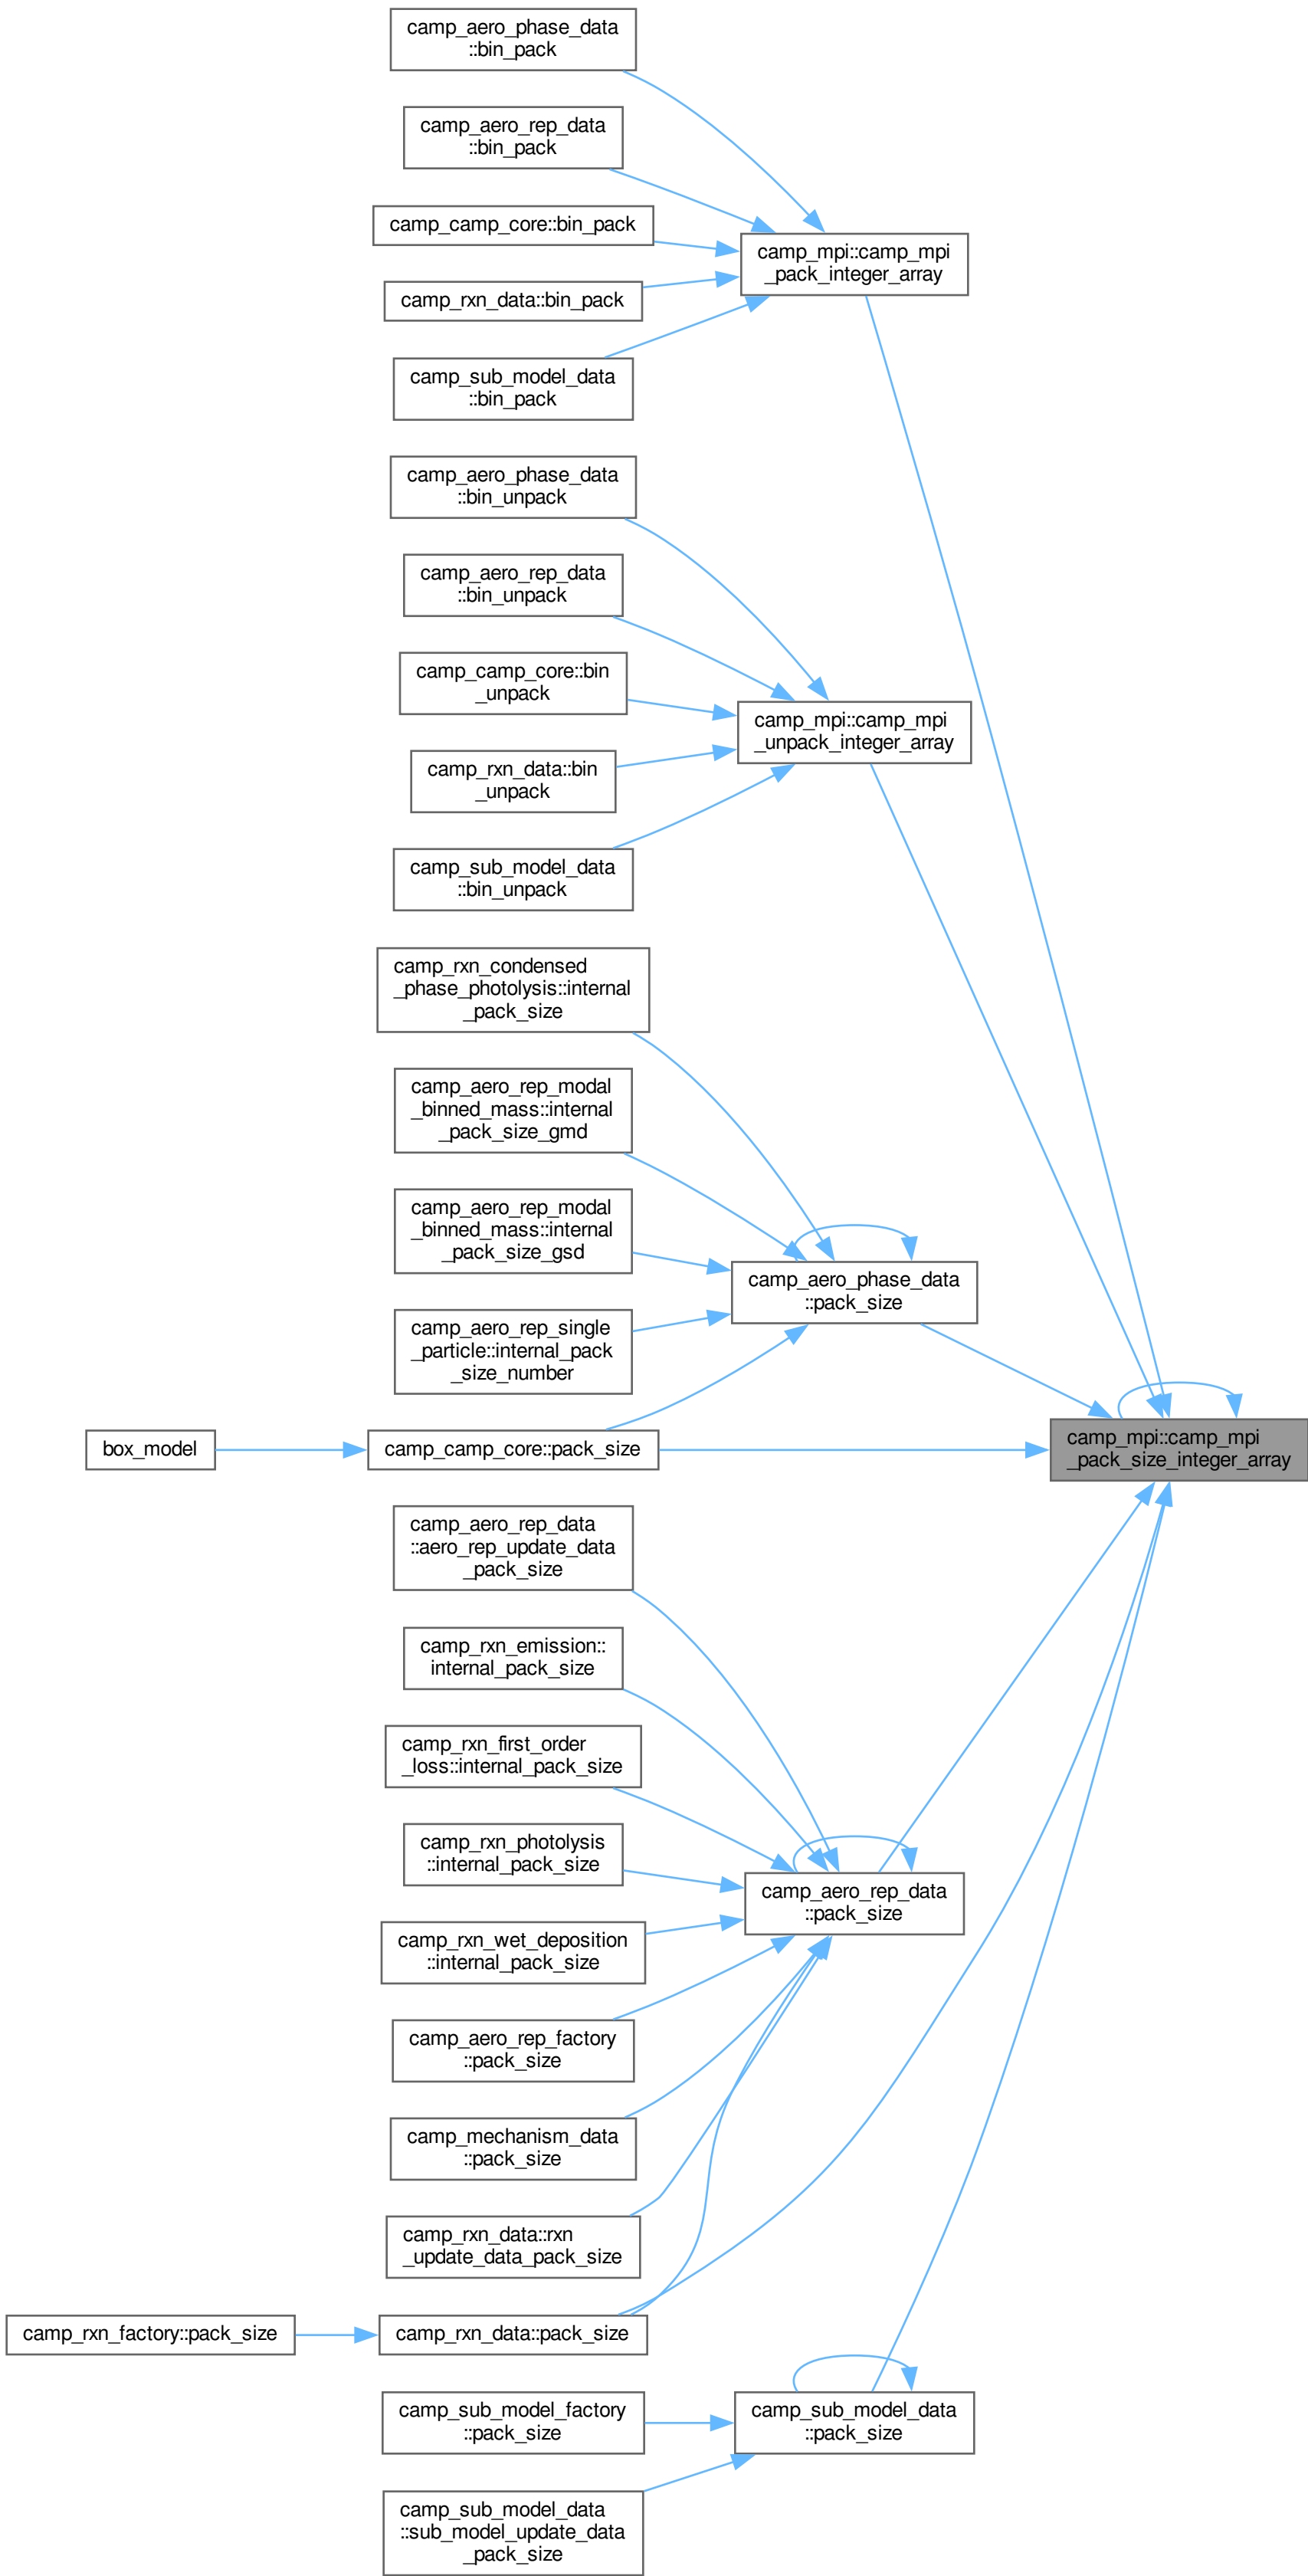 camp_aero_phase_data
::bin_pack
camp_aero_rep_data
::bin_pack
camp_camp_core::bin_pack
camp_mpi::camp_mpi
_pack_integer_array
camp_rxn_data::bin_pack
camp_sub_model_data
::bin_pack
camp_aero_phase_data
::bin_unpack
camp_aero_rep_data
::bin_unpack
camp_camp_core::bin
_unpack
camp_mpi::camp_mpi
_unpack_integer_array
camp_rxn_data::bin
_unpack
camp_sub_model_data
::bin_unpack
camp_rxn_condensed
_phase_photolysis::internal
_pack_size
camp_aero_rep_modal
_binned_mass::internal
_pack_size_gmd
camp_aero_rep_modal
_binned_mass::internal
_pack_size_gsd
camp_aero_phase_data
::pack_size
camp_aero_rep_single
_particle::internal_pack
_size_number
box_model
camp_camp_core::pack_size
camp_mpi::camp_mpi
_pack_size_integer_array
camp_aero_rep_data
::aero_rep_update_data
_pack_size
camp_rxn_emission::
internal_pack_size
camp_rxn_first_order
_loss::internal_pack_size
camp_rxn_photolysis
::internal_pack_size
camp_aero_rep_data
::pack_size
camp_rxn_wet_deposition
::internal_pack_size
camp_aero_rep_factory
::pack_size
camp_mechanism_data
::pack_size
camp_rxn_data::rxn
_update_data_pack_size
camp_rxn_factory::pack_size
camp_rxn_data::pack_size
camp_sub_model_factory
::pack_size
camp_sub_model_data
::pack_size
camp_sub_model_data
::sub_model_update_data
_pack_size